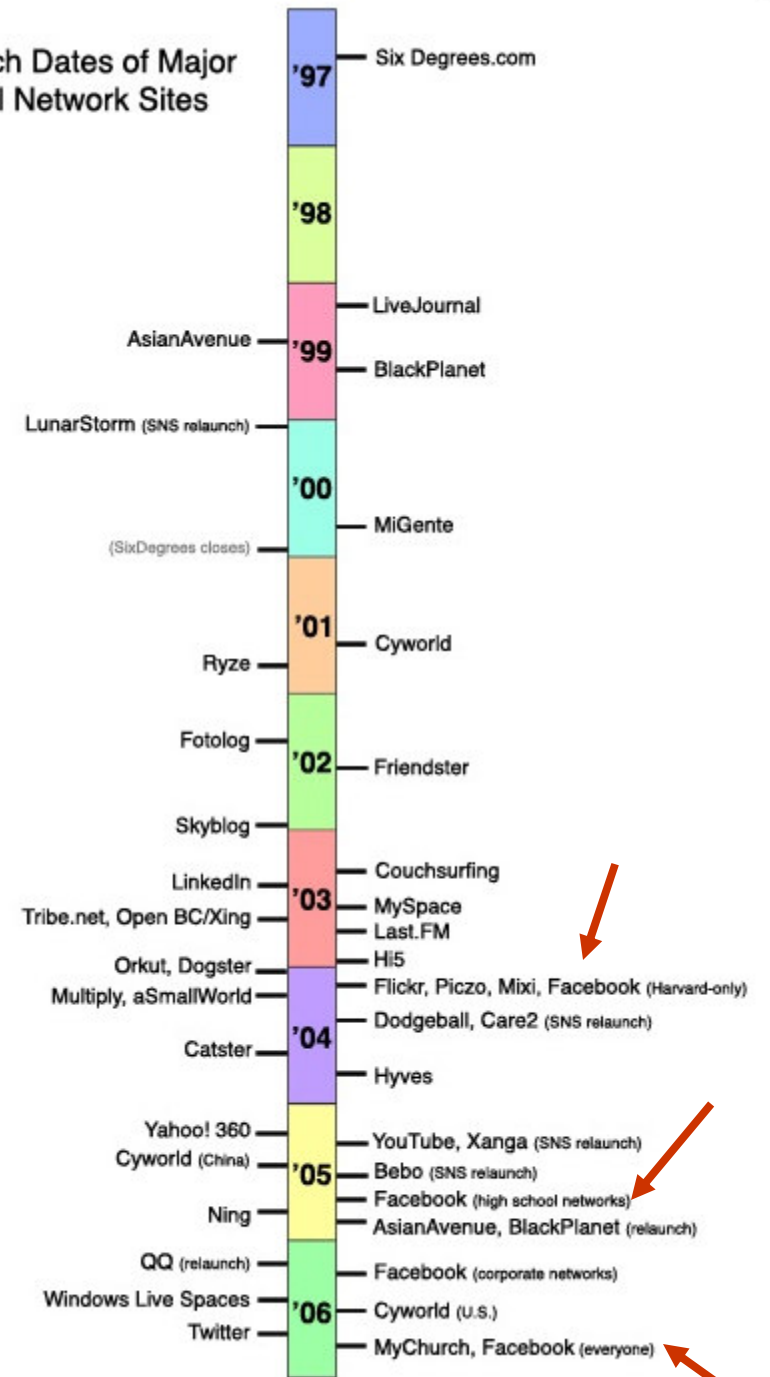 ch Dates of Major
l Network Sites
'97
Six Degrees.com
'98
LiveJournal
AsianAvenue
'99
BlackPlanet
LunarStorm (SNS relaunch)
'00
MiGente
(SixDegrees closes)
'01
Cyworld
Ryze
Fotolog
'02
Friendster
Skyblog
Couchsurfing
LinkedIn
'03
MySpace
Tribe.net, Open BC/Xing
Last.FM
Hi5
Orkut, Dogster
Flickr, Piczo, Mixi, Facebook (Harvard-only)
Multiply, aSmallWorld
Dodgeball, Care2 (SNS relaunch)
'04
Catster
Hyves
Yahoo! 360
YouTube, Xanga (SNS relaunch)
Cyworld (China)
'05
Bebo (SNS relaunch)
Facebook (high school networks)
Ning
AsianAvenue, BlackPlanet (relaunch)
QQ (relaunch)
Facebook (corporate networks)
Windows Live Spaces
'06
Cyworld (U.S.)
Twitter
MyChurch, Facebook (everyone)